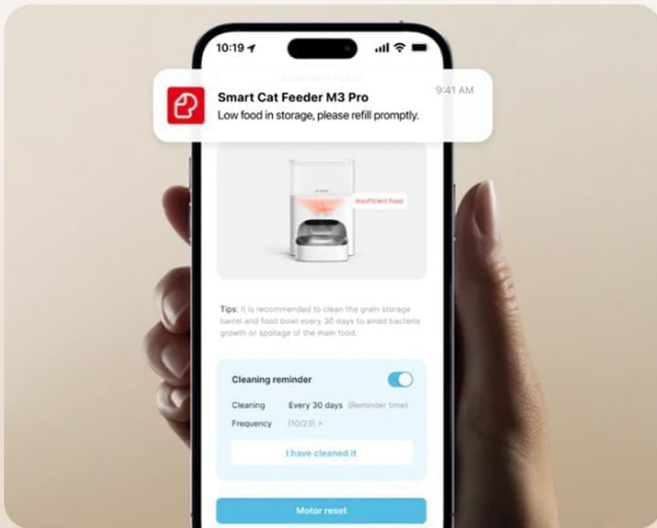 10:19
9:41 AM
Smart Cat Feeder M3 Pro
Low food in storage, please refill promptly.
Insufficient Food
Tips: It is recommended to clean the grain storage
barrel and food bowl every 30 days to avoid bacteria
growth or spoilage of the main food.
Cleaning reminder
Cleaning Every 30 days (Reminder time)
Frequency (10/23) >
I have cleaned it
Motor reset